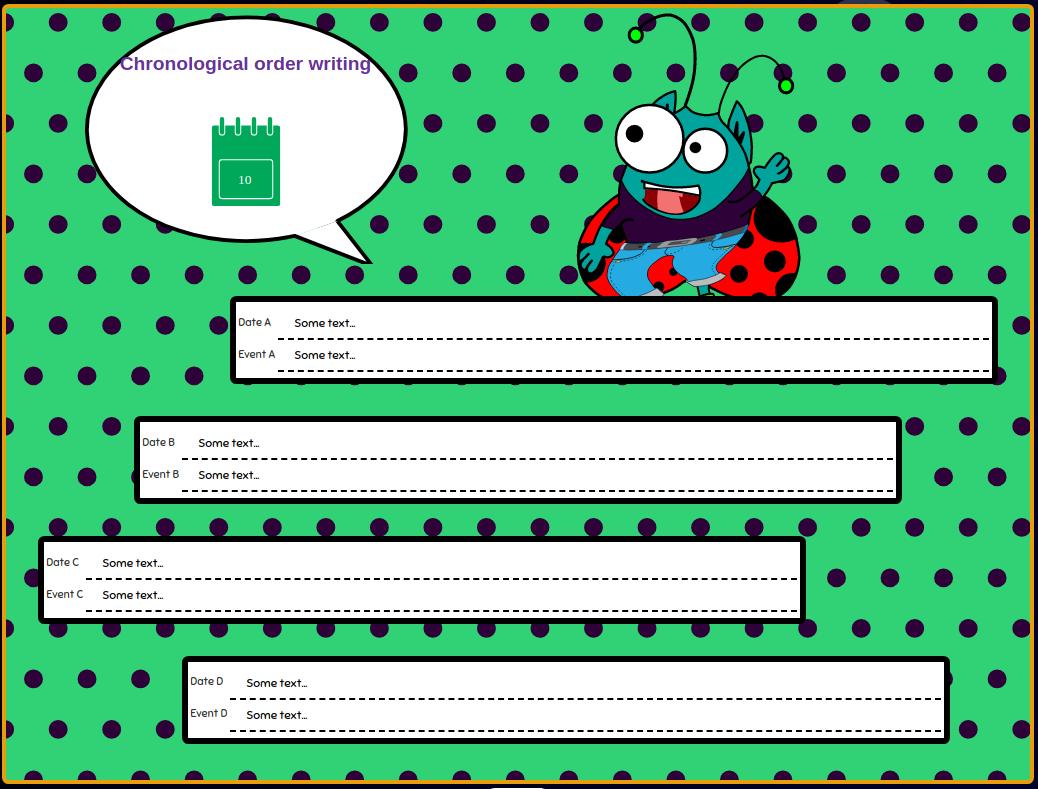 Chronological order writing
10
Date A Some text...
Event A Some text...
Date B Some text...
Event B Some text...
Date C Some text...
Event C Some text...
Date D Some text...
Event D Some text...